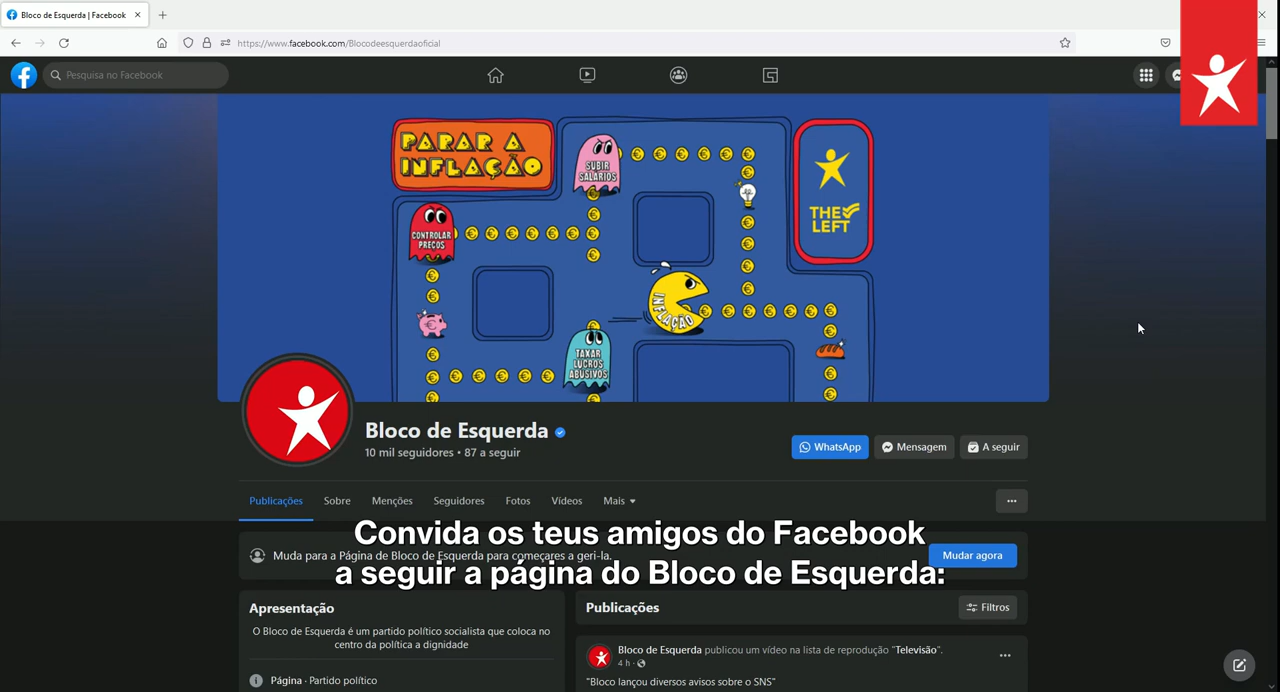 Bloco de Esquerda | Facebook
https://www.facebook.com/Blocodeesquerdaoficial
Pesquisa no Facebook
PARAR A
INFLAÇÃO
SUBIR
SALÁRIOS
THE
LEFT
CONTROLAR
PREÇOS
INFLAÇÃO
TAXAR
LUCROS
ABUSIVOS
Bloco de Esquerda
10 mil seguidores • 87 a seguir
WhatsApp
Mensagem
A seguir
Publicações Sobre Menções Seguidores Fotos Vídeos Mais
Convida os teus amigos do Facebook
a seguir a página do Bloco de Esquerda:
Muda para a Página de Bloco de Esquerda para começares a geri-la.
Mudar agora
Apresentação
O Bloco de Esquerda é um partido político socialista que coloca no
centro da política a dignidade
Página · Partido político
Publicações
Filtros
Bloco de Esquerda publicou um vídeo na lista de reprodução "Televisão".
4 h ·
"Bloco lançou diversos avisos sobre o SNS"